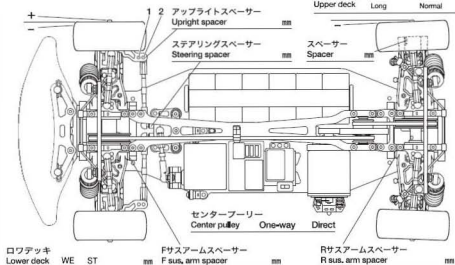 Upper deck Long Normal
+
-
1 2 アップライトスペーサー
Upright spacer mm
-
ステアリングスペーサー
Steering spacer mm
スペーサー
Spacer mm
センタープーリー
Center pulley One-way Direct
ロワデッキ
Lower deck WE ST mm
Fサスアームスペーサー
F sus, arm spacer mm
Rサスアームスペーサー
R sus. arm spacer mm